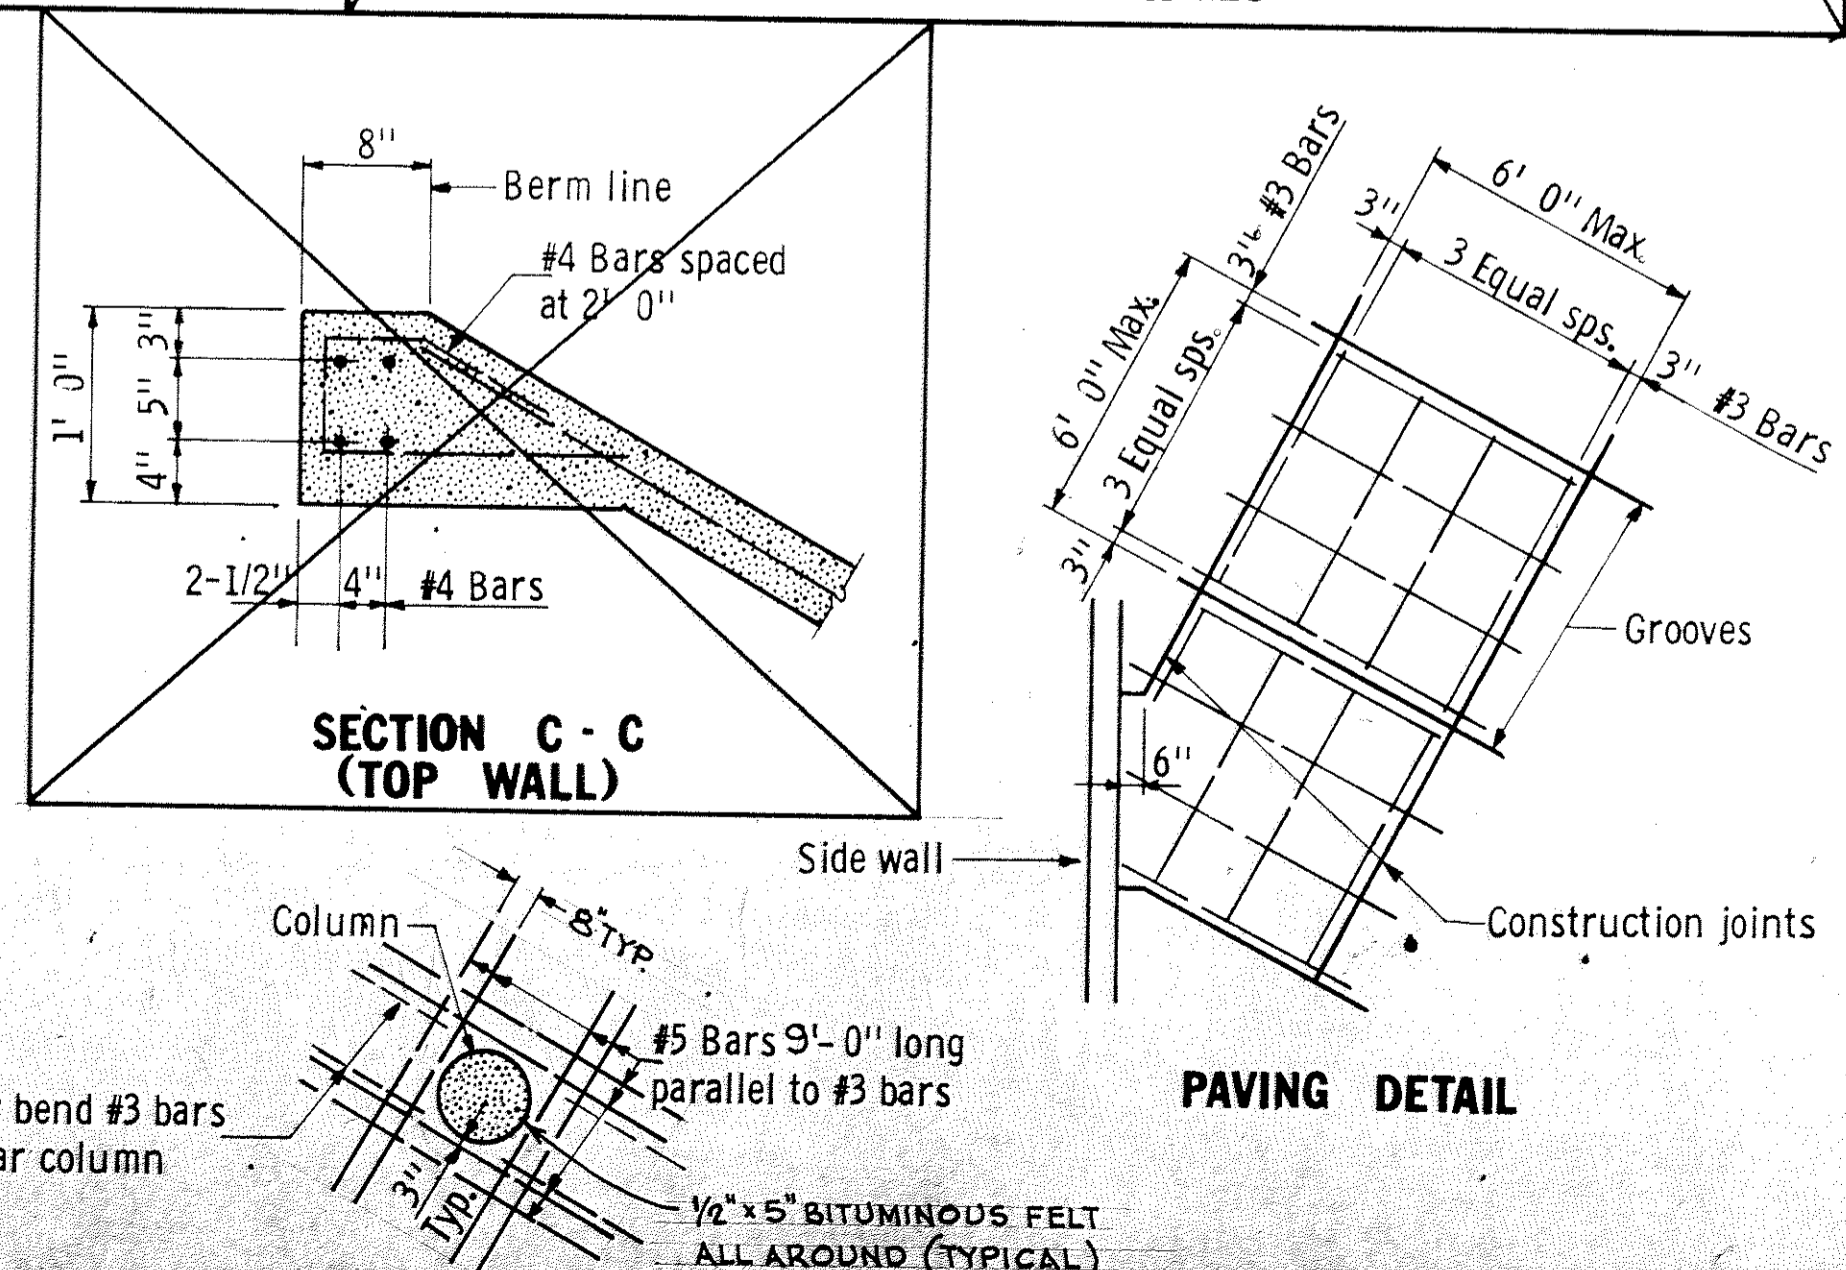 8"
Berm line
#4 Bars spaced
at 2' 0"
1' 0"
3"
5"
4"
2-1/2"
4"
#4 Bars
SECTION C - C
(TOP WALL)
#3 Bars
6' 0" Max.
3"
3 Equal sps.
3"
#3 Bars
6' 0" Max.
3 Equal sps.
3"
Grooves
6"
Side wall
Construction joints
PAVING DETAIL
Column
8" TYP.
#5 Bars 9'-0" long
parallel to #3 bars
bend #3 bars
column
3"
Typ.
1/2" x 5" BITUMINOUS FELT
ALL AROUND (TYPICAL)